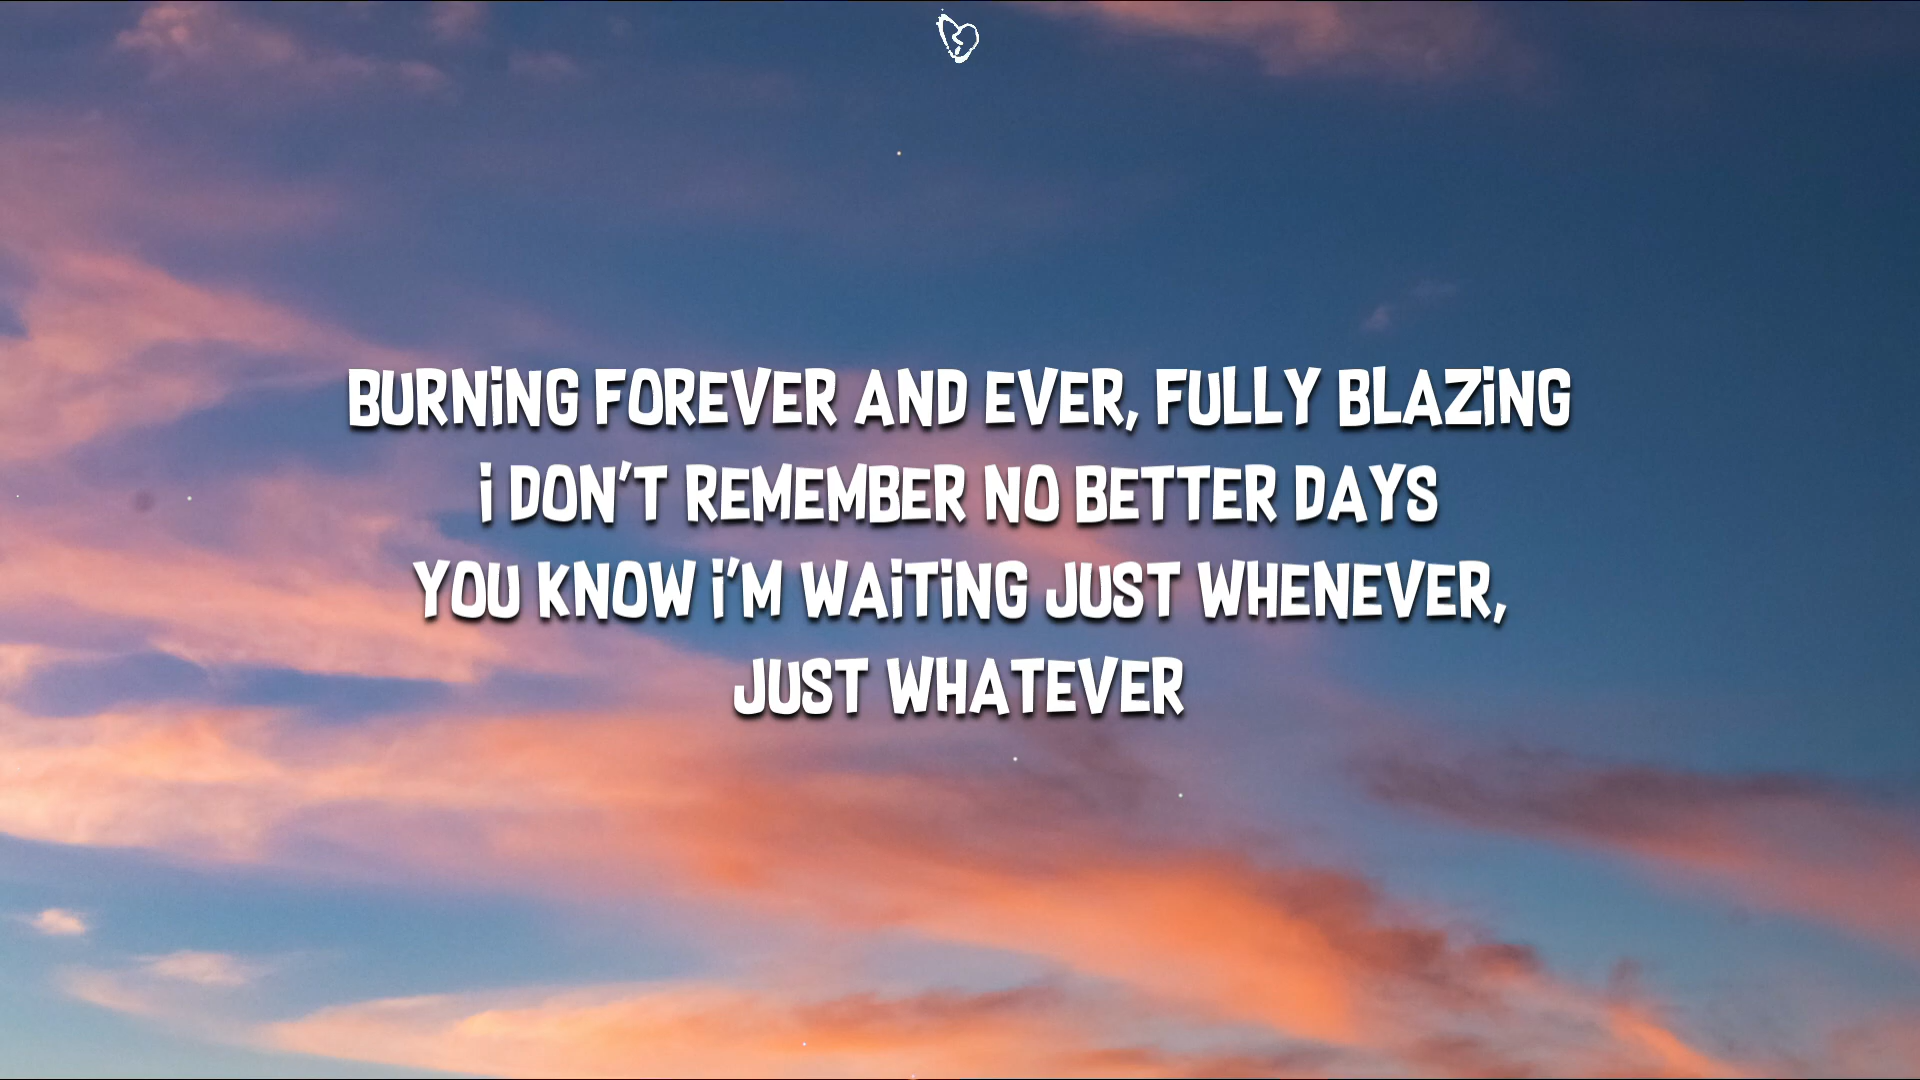 BURNiNG FOREVER AND EVER, FULLY BLAZiNG
i DON'T REMEMBER NO BETTER DAYS
YOU KNOW i'M WAiTiNG JUST WHENEVER,
JUST WHATEVER